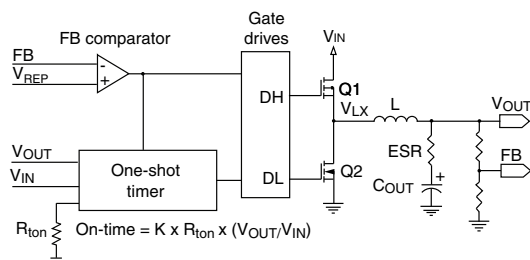 Gate
drives
FB comparator
FB
VREP
-
+
VIN
DH
Q1
VLX
L
VOUT
ESR
FB
VOUT
VIN
One-shot
timer
DL
Q2
COUT
+
Rton
On-time = K x Rton x (VOUT/VIN)